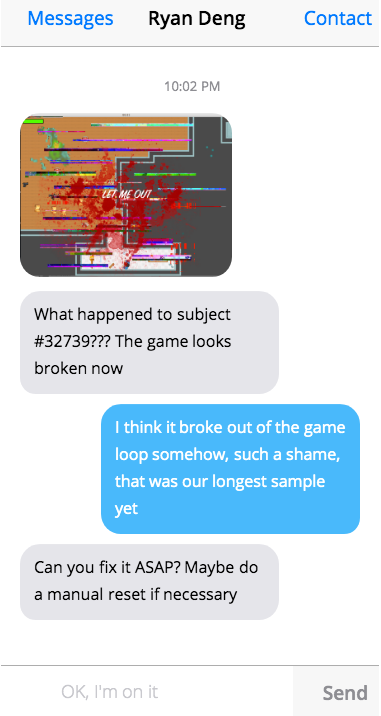 Messages Ryan Deng Contact
10:02 PM
LET ME OUT
What happened to subject
#32739??? The game looks
broken now
I think it broke out of the game
loop somehow, such a shame,
that was our longest sample
yet
Can you fix it ASAP? Maybe do
a manual reset if necessary
OK, I'm on it Send